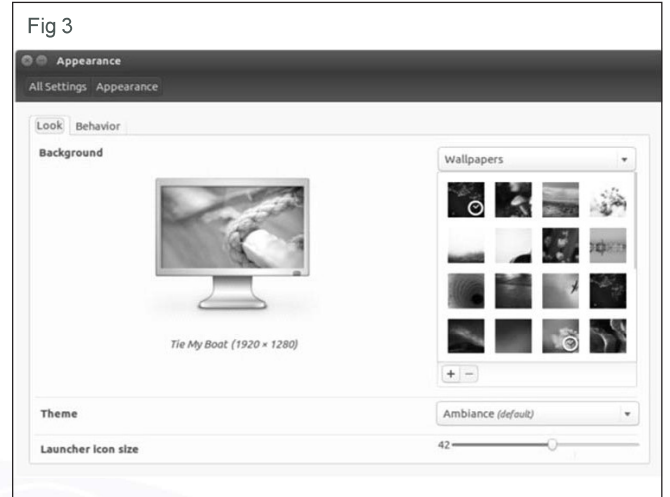 Fig 3
Appearance
All Settings Appearance
Look Behavior
Background
Wallpapers
Tie My Boat (1920 × 1280)
+ −
Theme
Ambiance (default)
Launcher icon size
42